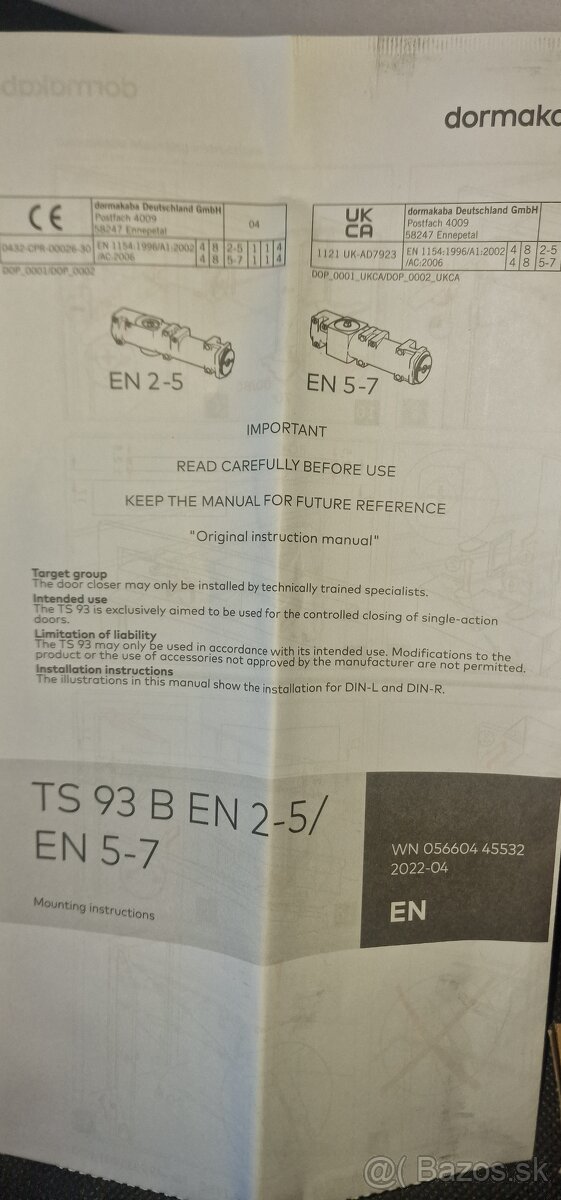 dormakaba
dormaka
CE
dormakaba Deutschland GmbH
Postfach 4009
58247 Ennepetal
04
0432-CPR-00026-30
EN 1154:1996/A1:2002
/AC:2006
4 8 2-5 1 1 4
4 8 5-7 1 1 4
DOP_0001/DOP_0002
UK
CA
dormakaba Deutschland GmbH
Postfach 4009
58247 Ennepetal
1121 UK-AD7923
EN 1154:1996/A1:2002
/AC:2006
4 8 2-5
4 8 5-7
DOP_0001_UKCA/DOP_0002_UKCA
EN 2-5
EN 5-7
IMPORTANT
READ CAREFULLY BEFORE USE
KEEP THE MANUAL FOR FUTURE REFERENCE
"Original instruction manual"
Target group
The door closer may only be installed by technically trained specialists.
Intended use
The TS 93 is exclusively aimed to be used for the controlled closing of single-action
doors.
Limitation of liability
The TS 93 may only be used in accordance with its intended use. Modifications to the
product or the use of accessories not approved by the manufacturer are not permitted.
Installation instructions
The illustrations in this manual show the installation for DIN-L and DIN-R.
TS 93 B EN 2-5/
EN 5-7
Mounting instructions
WN 056604 45532
2022-04
EN
@( Bazos.sk